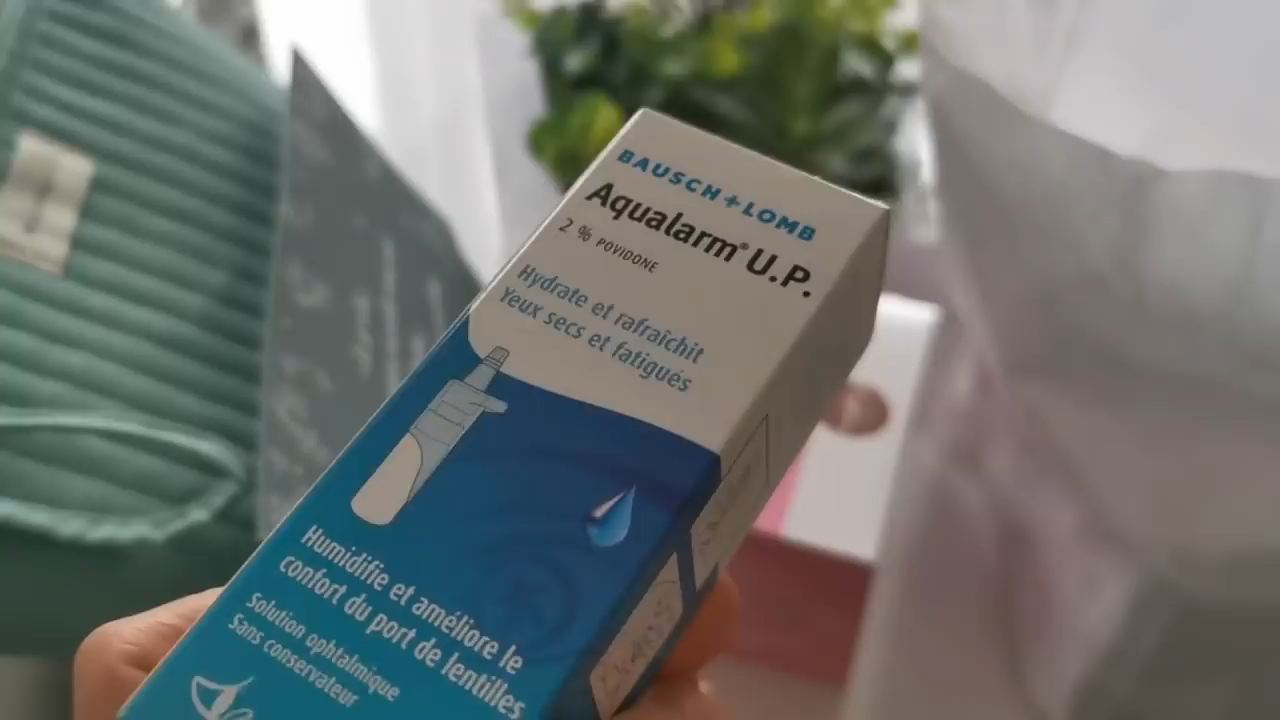 BAUSCH+LOMB
Aqualarm® U.P.
2 % POVIDONE
Hydrate et rafraîchit
Yeux secs et fatigués
Humidifie et améliore le
confort du port de lentilles
Solution ophtalmique
Sans conservateur